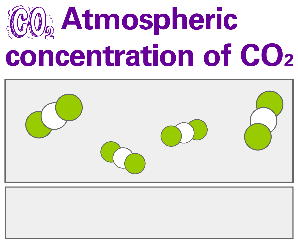 CO₂ Atmospheric
concentration of CO₂